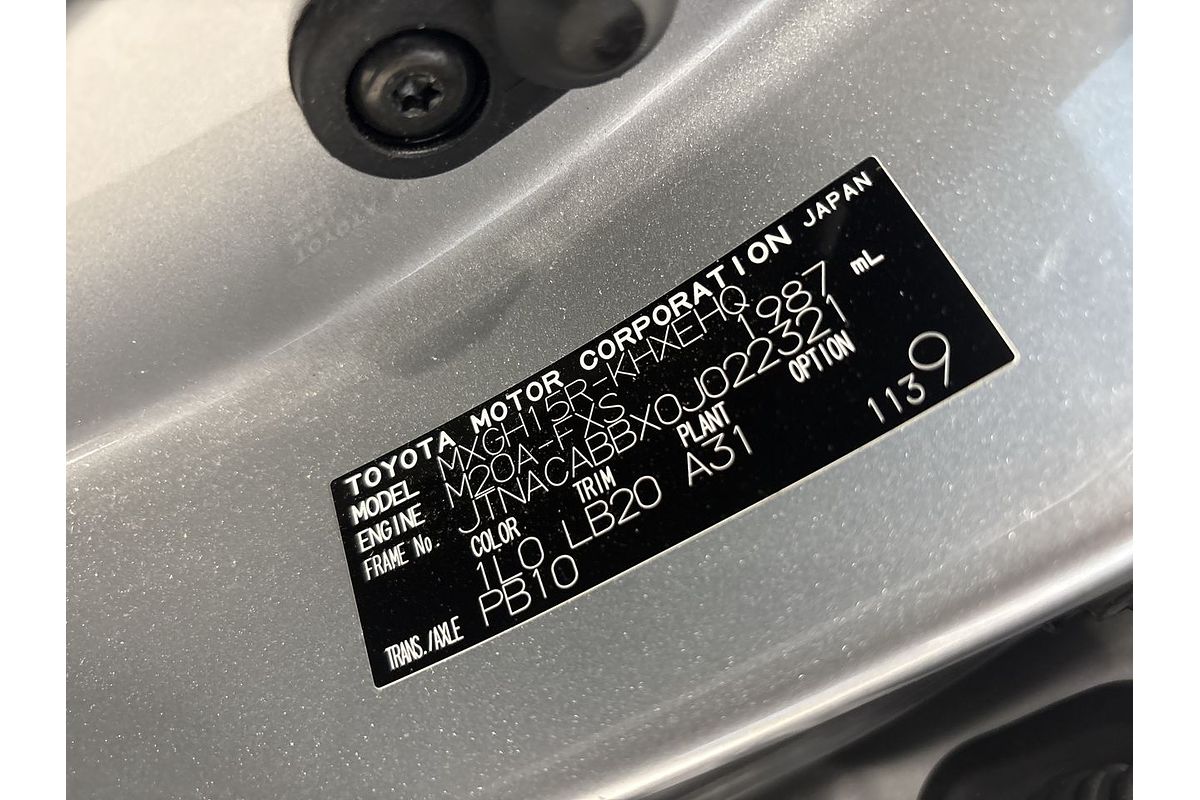 TOYOTA MOTOR CORPORATION JAPAN
MODEL MXGH15R-KHXEHQ
ENGINE M20A-FXS 1987 mL
FRAME No. JTNACABBX0J022321
COLOR TRIM PLANT OPTION
1L0 LB20 A31 1139
TRANS./AXLE PB10